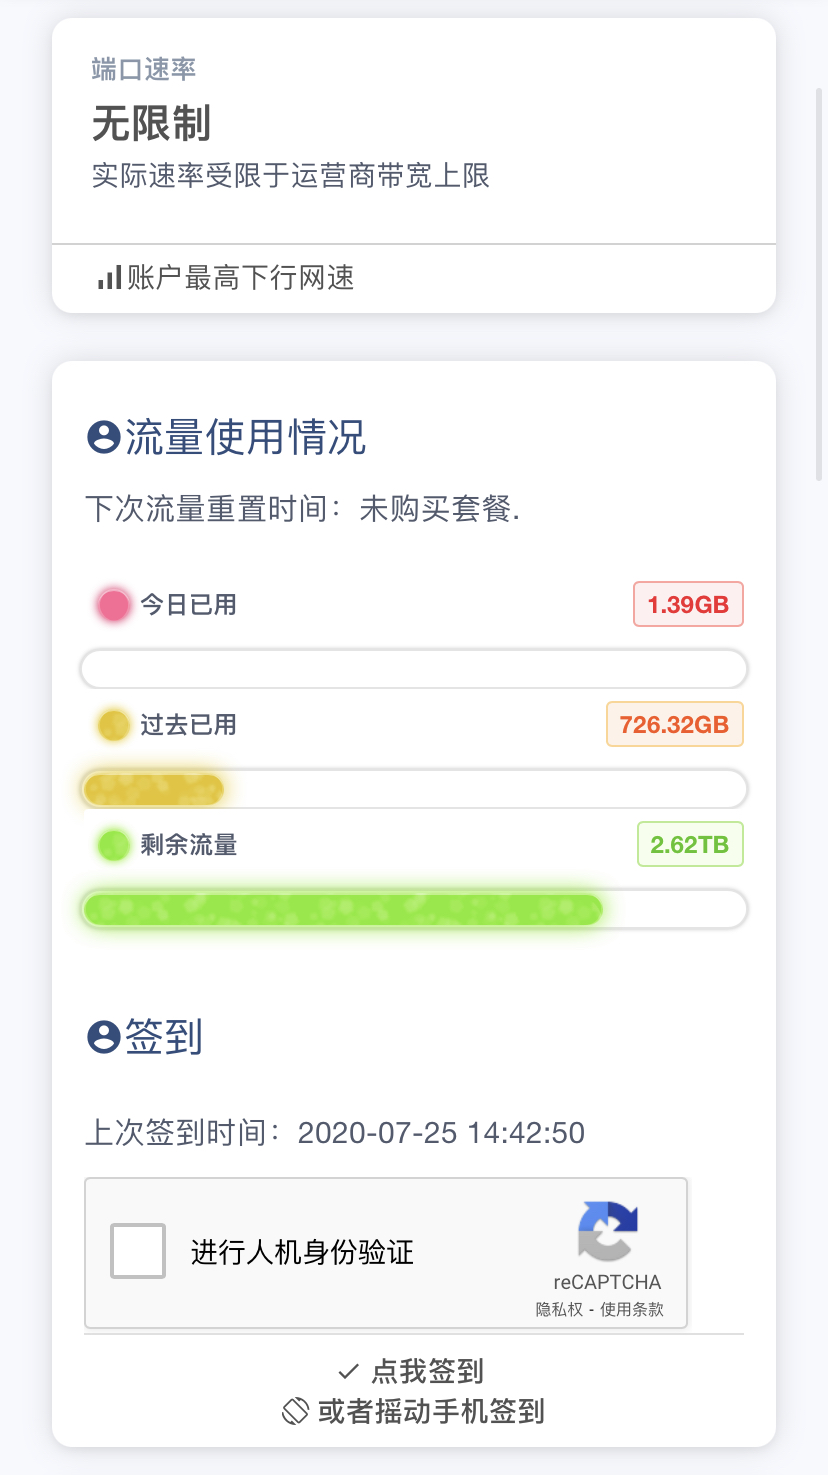 端口速率
无限制
实际速率受限于运营商带宽上限
账户最高下行网速
流量使用情况
下次流量重置时间：未购买套餐.
今日已用 1.39GB
过去已用 726.32GB
剩余流量 2.62TB
签到
上次签到时间：2020-07-25 14:42:50
进行人机身份验证
reCAPTCHA
隐私权 - 使用条款
点我签到
或者摇动手机签到